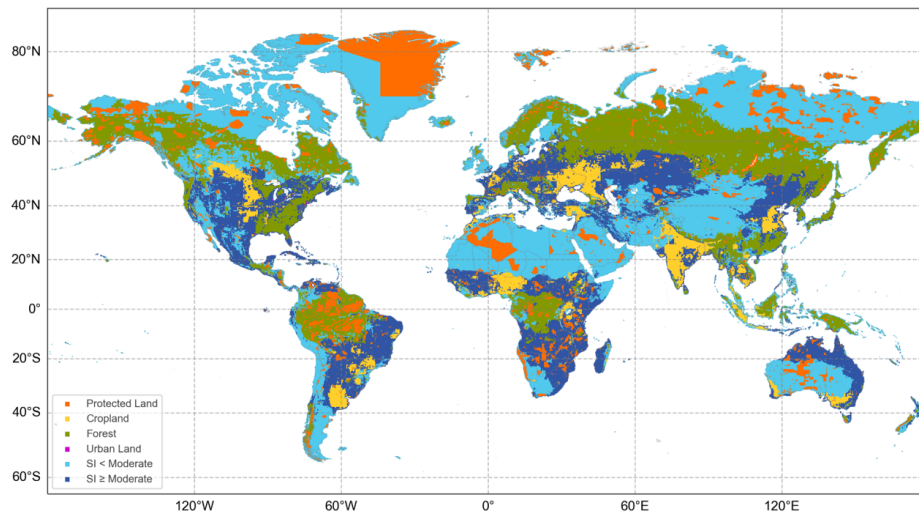 80°N
60°N
40°N
20°N
0°
20°S
40°S
60°S
Protected Land
Cropland
Forest
Urban Land
SI < Moderate
SI ≥ Moderate
120°W
60°W
0°
60°E
120°E